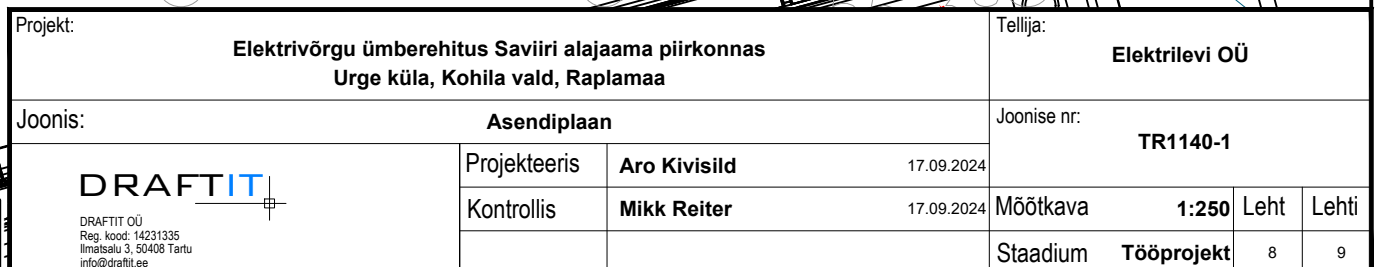 Projekt:
Elektrivõrgu ümberehitus Saviiri alajaama piirkonnas
Urge küla, Kohila vald, Raplamaa
Tellija:
Elektrilevi OÜ
Joonis:
Asendiplaan
Joonise nr:
TR1140-1
DRAFTIT
DRAFTIT OÜ
Reg. kood: 14231335
Ilmatsalu 3, 50408 Tartu
info@draftit.ee
Projekteeris Aro Kivisild 17.09.2024
Kontrollis Mikk Reiter 17.09.2024
Mõõtkava 1:250 Leht Lehti
Staadium Tööprojekt 8 9